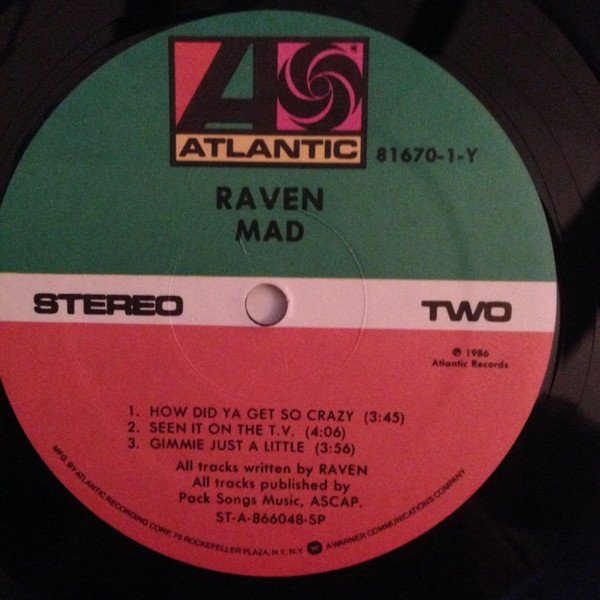 ATLANTIC
81670-1-Y
RAVEN
MAD
STEREO
TWO
℗ 1986
Atlantic Records
1. HOW DID YA GET SO CRAZY (3:45)
2. SEEN IT ON THE T.V. (4:06)
3. GIMMIE JUST A LITTLE (3:56)
All tracks written by RAVEN
All tracks published by
Pack Songs Music, ASCAP.
ST-A-866048-SP
MFG. BY ATLANTIC RECORDING CORP. 75 ROCKEFELLER PLAZA, N.Y., N.Y. A WARNER COMMUNICATIONS COMPANY